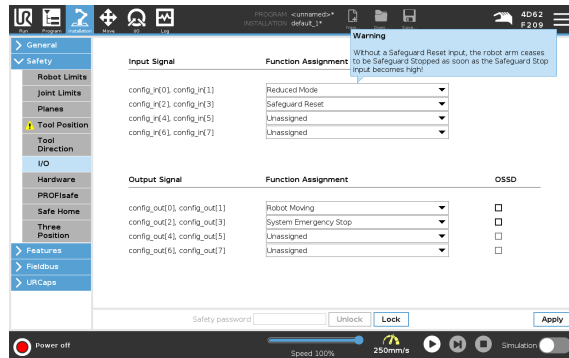 PROGRAM <unnamed>*
INSTALLATION default_1*
4D62
F209
Run Program Installation Move I/O Log
Warning
Without a Safeguard Reset input, the robot arm ceases
to be Safeguard Stopped as soon as the Safeguard Stop
input becomes high!
General
Safety
Robot Limits
Joint Limits
Planes
Tool Position
Tool
Direction
I/O
Hardware
PROFIsafe
Safe Home
Three
Position
Features
Fieldbus
URCaps
Input Signal Function Assignment
config_in[0], config_in[1] Reduced Mode
config_in[2], config_in[3] Safeguard Reset
config_in[4], config_in[5] Unassigned
config_in[6], config_in[7] Unassigned
Output Signal Function Assignment OSSD
config_out[0], config_out[1] Robot Moving
config_out[2], config_out[3] System Emergency Stop
config_out[4], config_out[5] Unassigned
config_out[6], config_out[7] Unassigned
Safety password Unlock Lock Apply
Power off
Speed 100%
250mm/s
Simulation